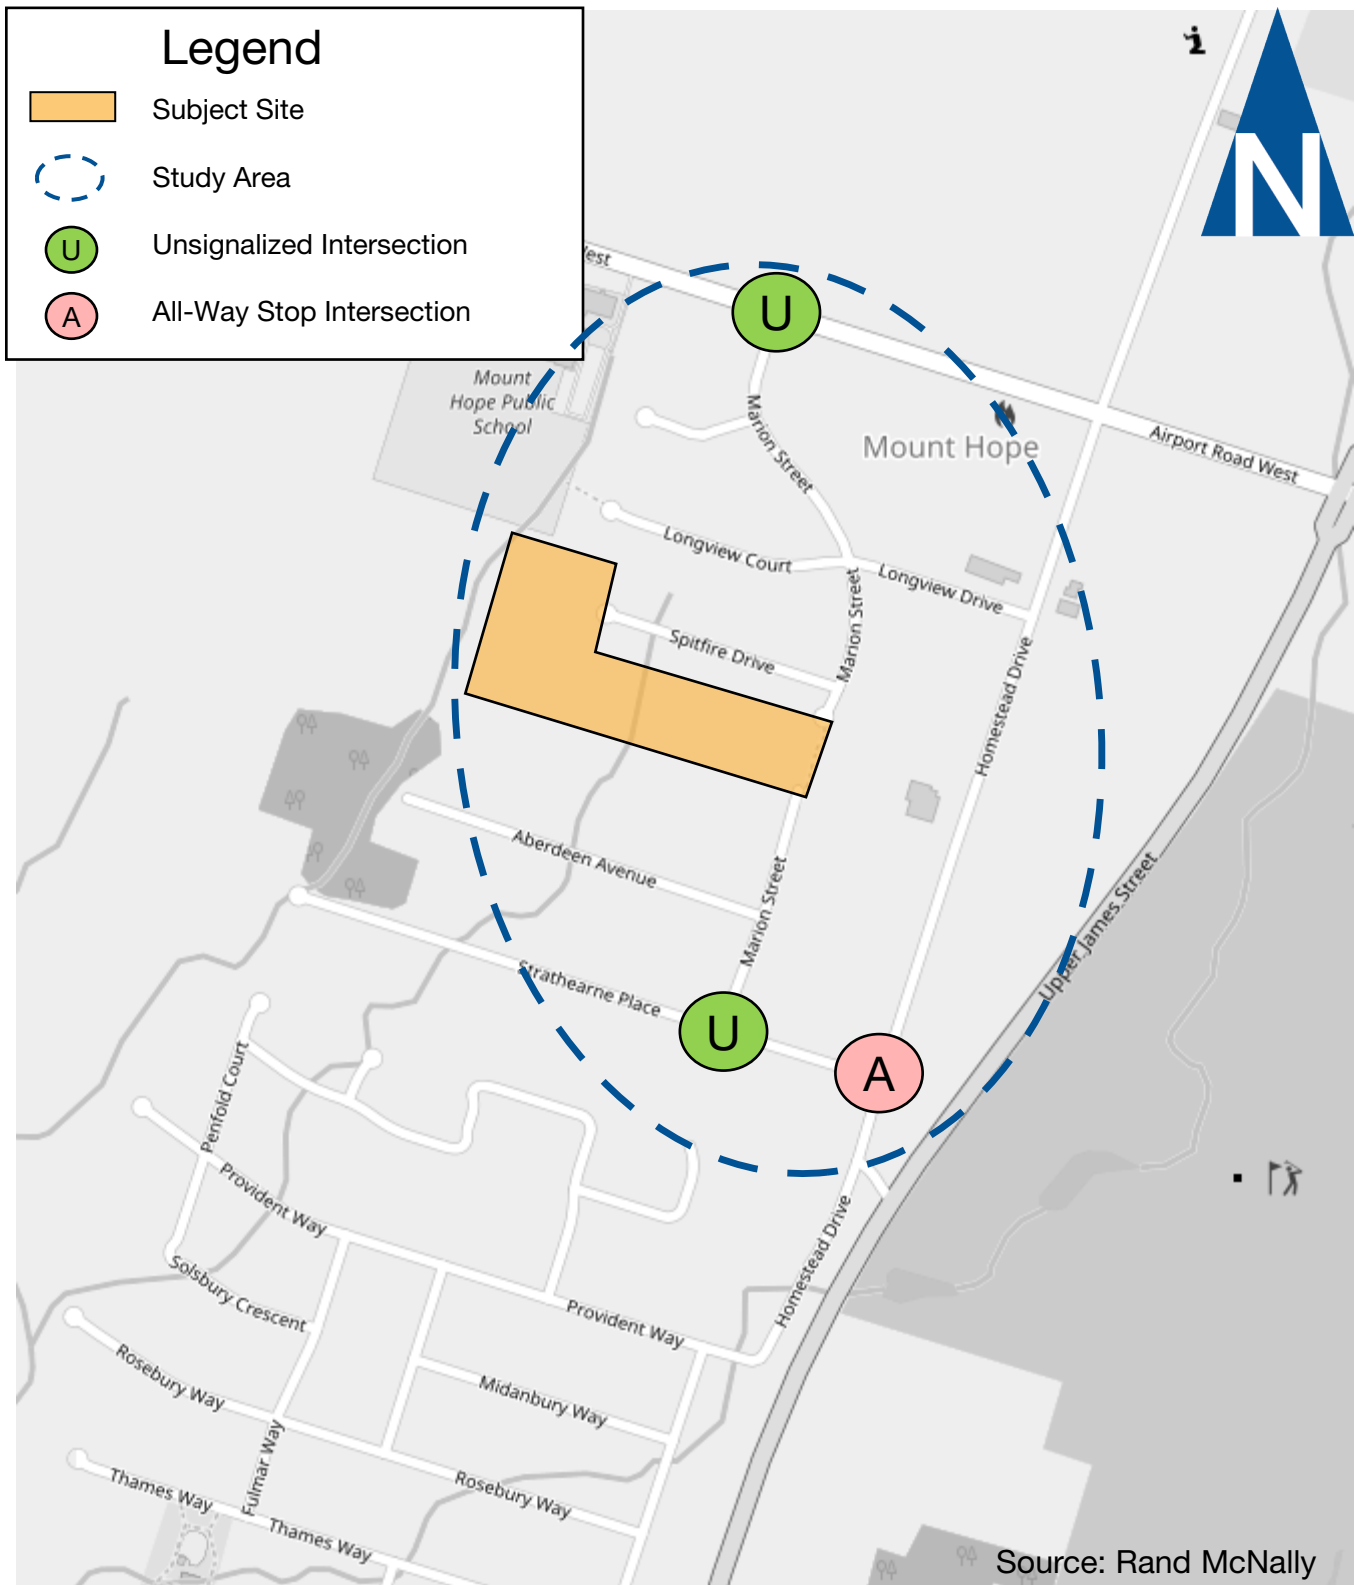 Legend
Subject Site
Study Area
U Unsignalized Intersection
A All-Way Stop Intersection
N
West
U
Mount
Hope Public
School
Marion Street
Mount Hope
Airport Road West
Longview Court
Longview Drive
Marion Street
Spitfire Drive
Homestead Drive
Aberdeen Avenue
Marion Street
Upper James Street
Strathearne Place
U
A
Penfold Court
Provident Way
Homestead Drive
Solsbury Crescent
Provident Way
Rosebury Way
Midanbury Way
Fulmar Way
Thames Way
Rosebury Way
Thames Way
Source: Rand McNally